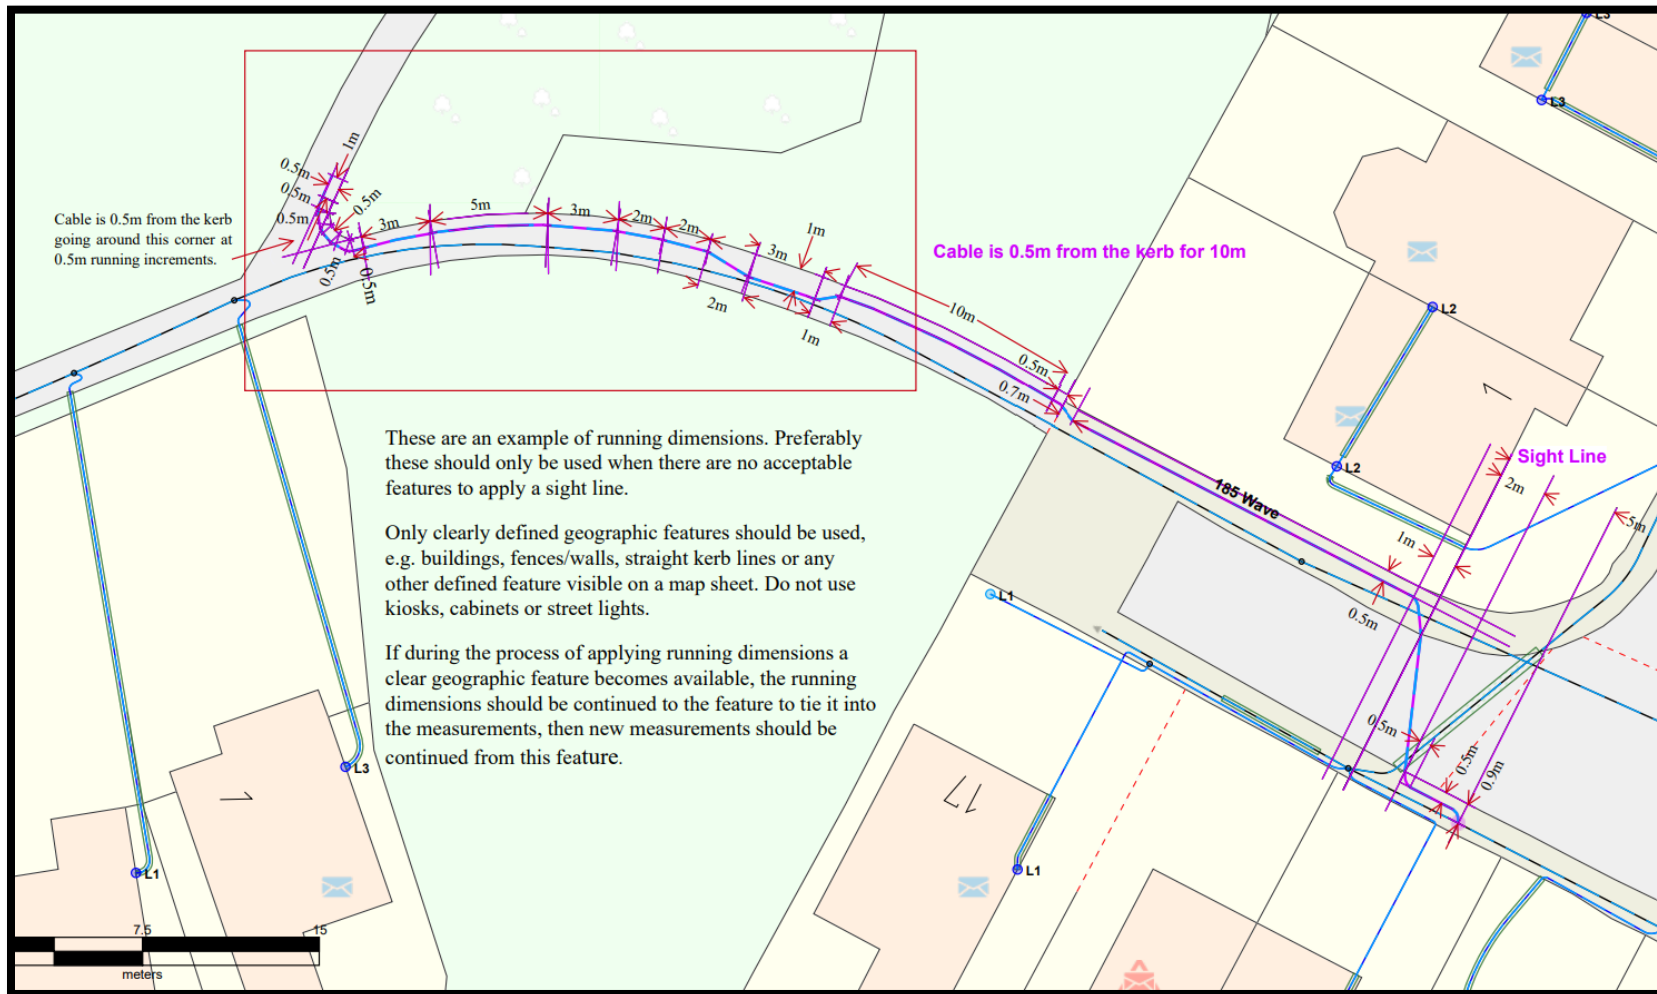 L3
L3
1m
0.5m
0.5m
0.5m
0.5m
3m
5m
3m
2m
2m
1m
3m
Cable is 0.5m from the kerb
going around this corner at
0.5m running increments.
Cable is 0.5m from the kerb for 10m
0.5m
0.5m
2m
1m
10m
L2
0.5m
0.7m
1
These are an example of running dimensions. Preferably
these should only be used when there are no acceptable
features to apply a sight line.
Sight Line
L2
2m
185 Wave
5m
Only clearly defined geographic features should be used,
e.g. buildings, fences/walls, straight kerb lines or any
other defined feature visible on a map sheet. Do not use
kiosks, cabinets or street lights.
1m
L1
0.5m
If during the process of applying running dimensions a
clear geographic feature becomes available, the running
dimensions should be continued to the feature to tie it into
the measurements, then new measurements should be
continued from this feature.
0.5m
0.5m
0.9m
L3
1
17
L1
L1
7.5
15
meters